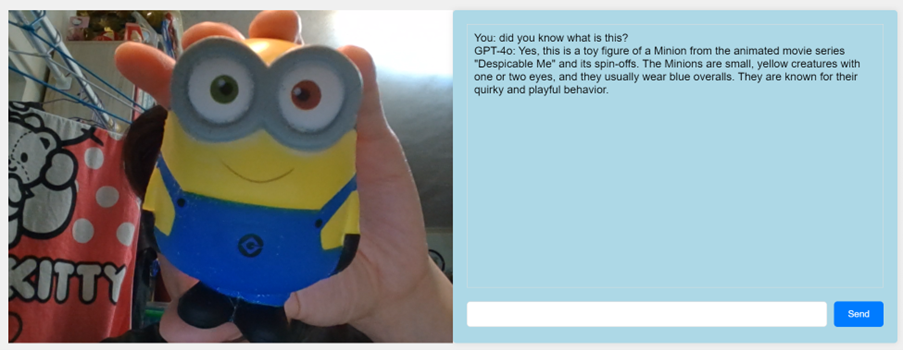 KITTY
You: did you know what is this?
GPT-4o: Yes, this is a toy figure of a Minion from the animated movie series
"Despicable Me" and its spin-offs. The Minions are small, yellow creatures with
one or two eyes, and they usually wear blue overalls. They are known for their
quirky and playful behavior.
Send